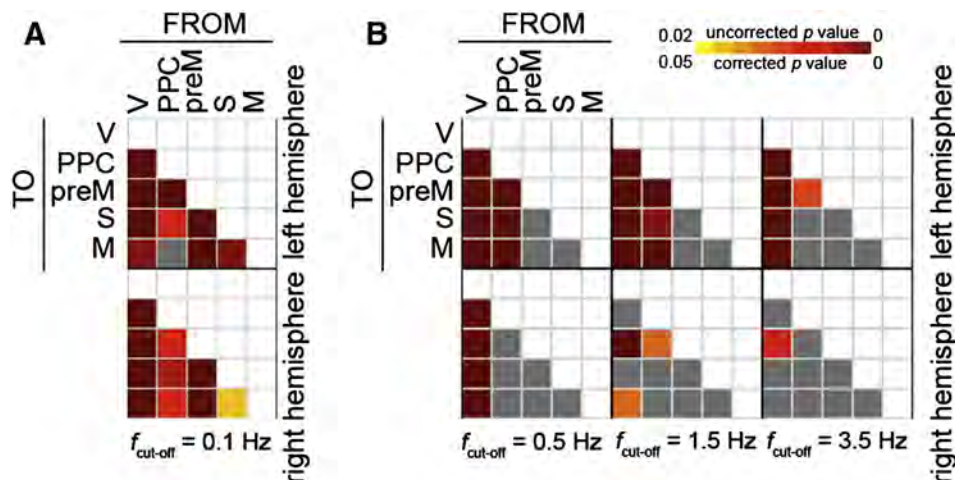 A
FROM
V
PPC
preM
S
M
TO
V
PPC
preM
S
M
left hemisphere
right hemisphere
f cut-off = 0.1 Hz
B
FROM
0.02 uncorrected p value 0
0.05 corrected p value 0
V
PPC
preM
S
M
TO
V
PPC
preM
S
M
left hemisphere
right hemisphere
f cut-off = 0.5 Hz
f cut-off = 1.5 Hz
f cut-off = 3.5 Hz